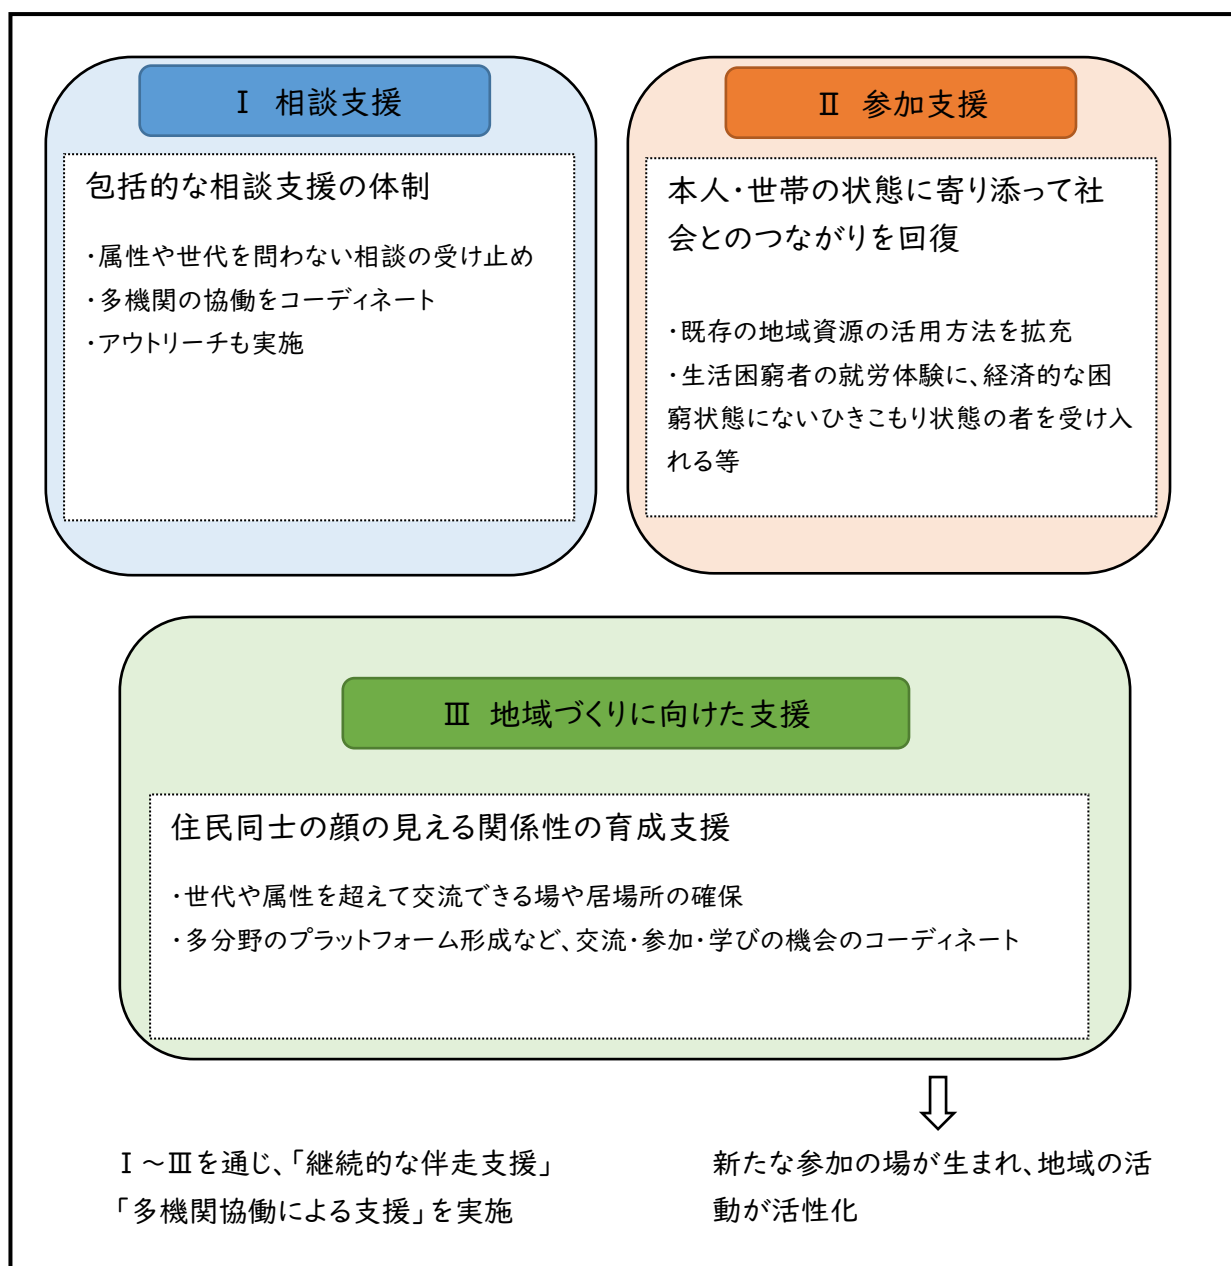 Ⅰ 相談支援
包括的な相談支援の体制
・属性や世代を問わない相談の受け止め
・多機関の協働をコーディネート
・アウトリーチも実施
Ⅱ 参加支援
本人・世帯の状態に寄り添って社
会とのつながりを回復
・既存の地域資源の活用方法を拡充
・生活困窮者の就労体験に、経済的な困
窮状態にないひきこもり状態の者を受け入
れる等
Ⅲ 地域づくりに向けた支援
住民同士の顔の見える関係性の育成支援
・世代や属性を超えて交流できる場や居場所の確保
・多分野のプラットフォーム形成など、交流・参加・学びの機会のコーディネート
Ⅰ～Ⅲを通じ、「継続的な伴走支援」
「多機関協働による支援」を実施
新たな参加の場が生まれ、地域の活
動が活性化